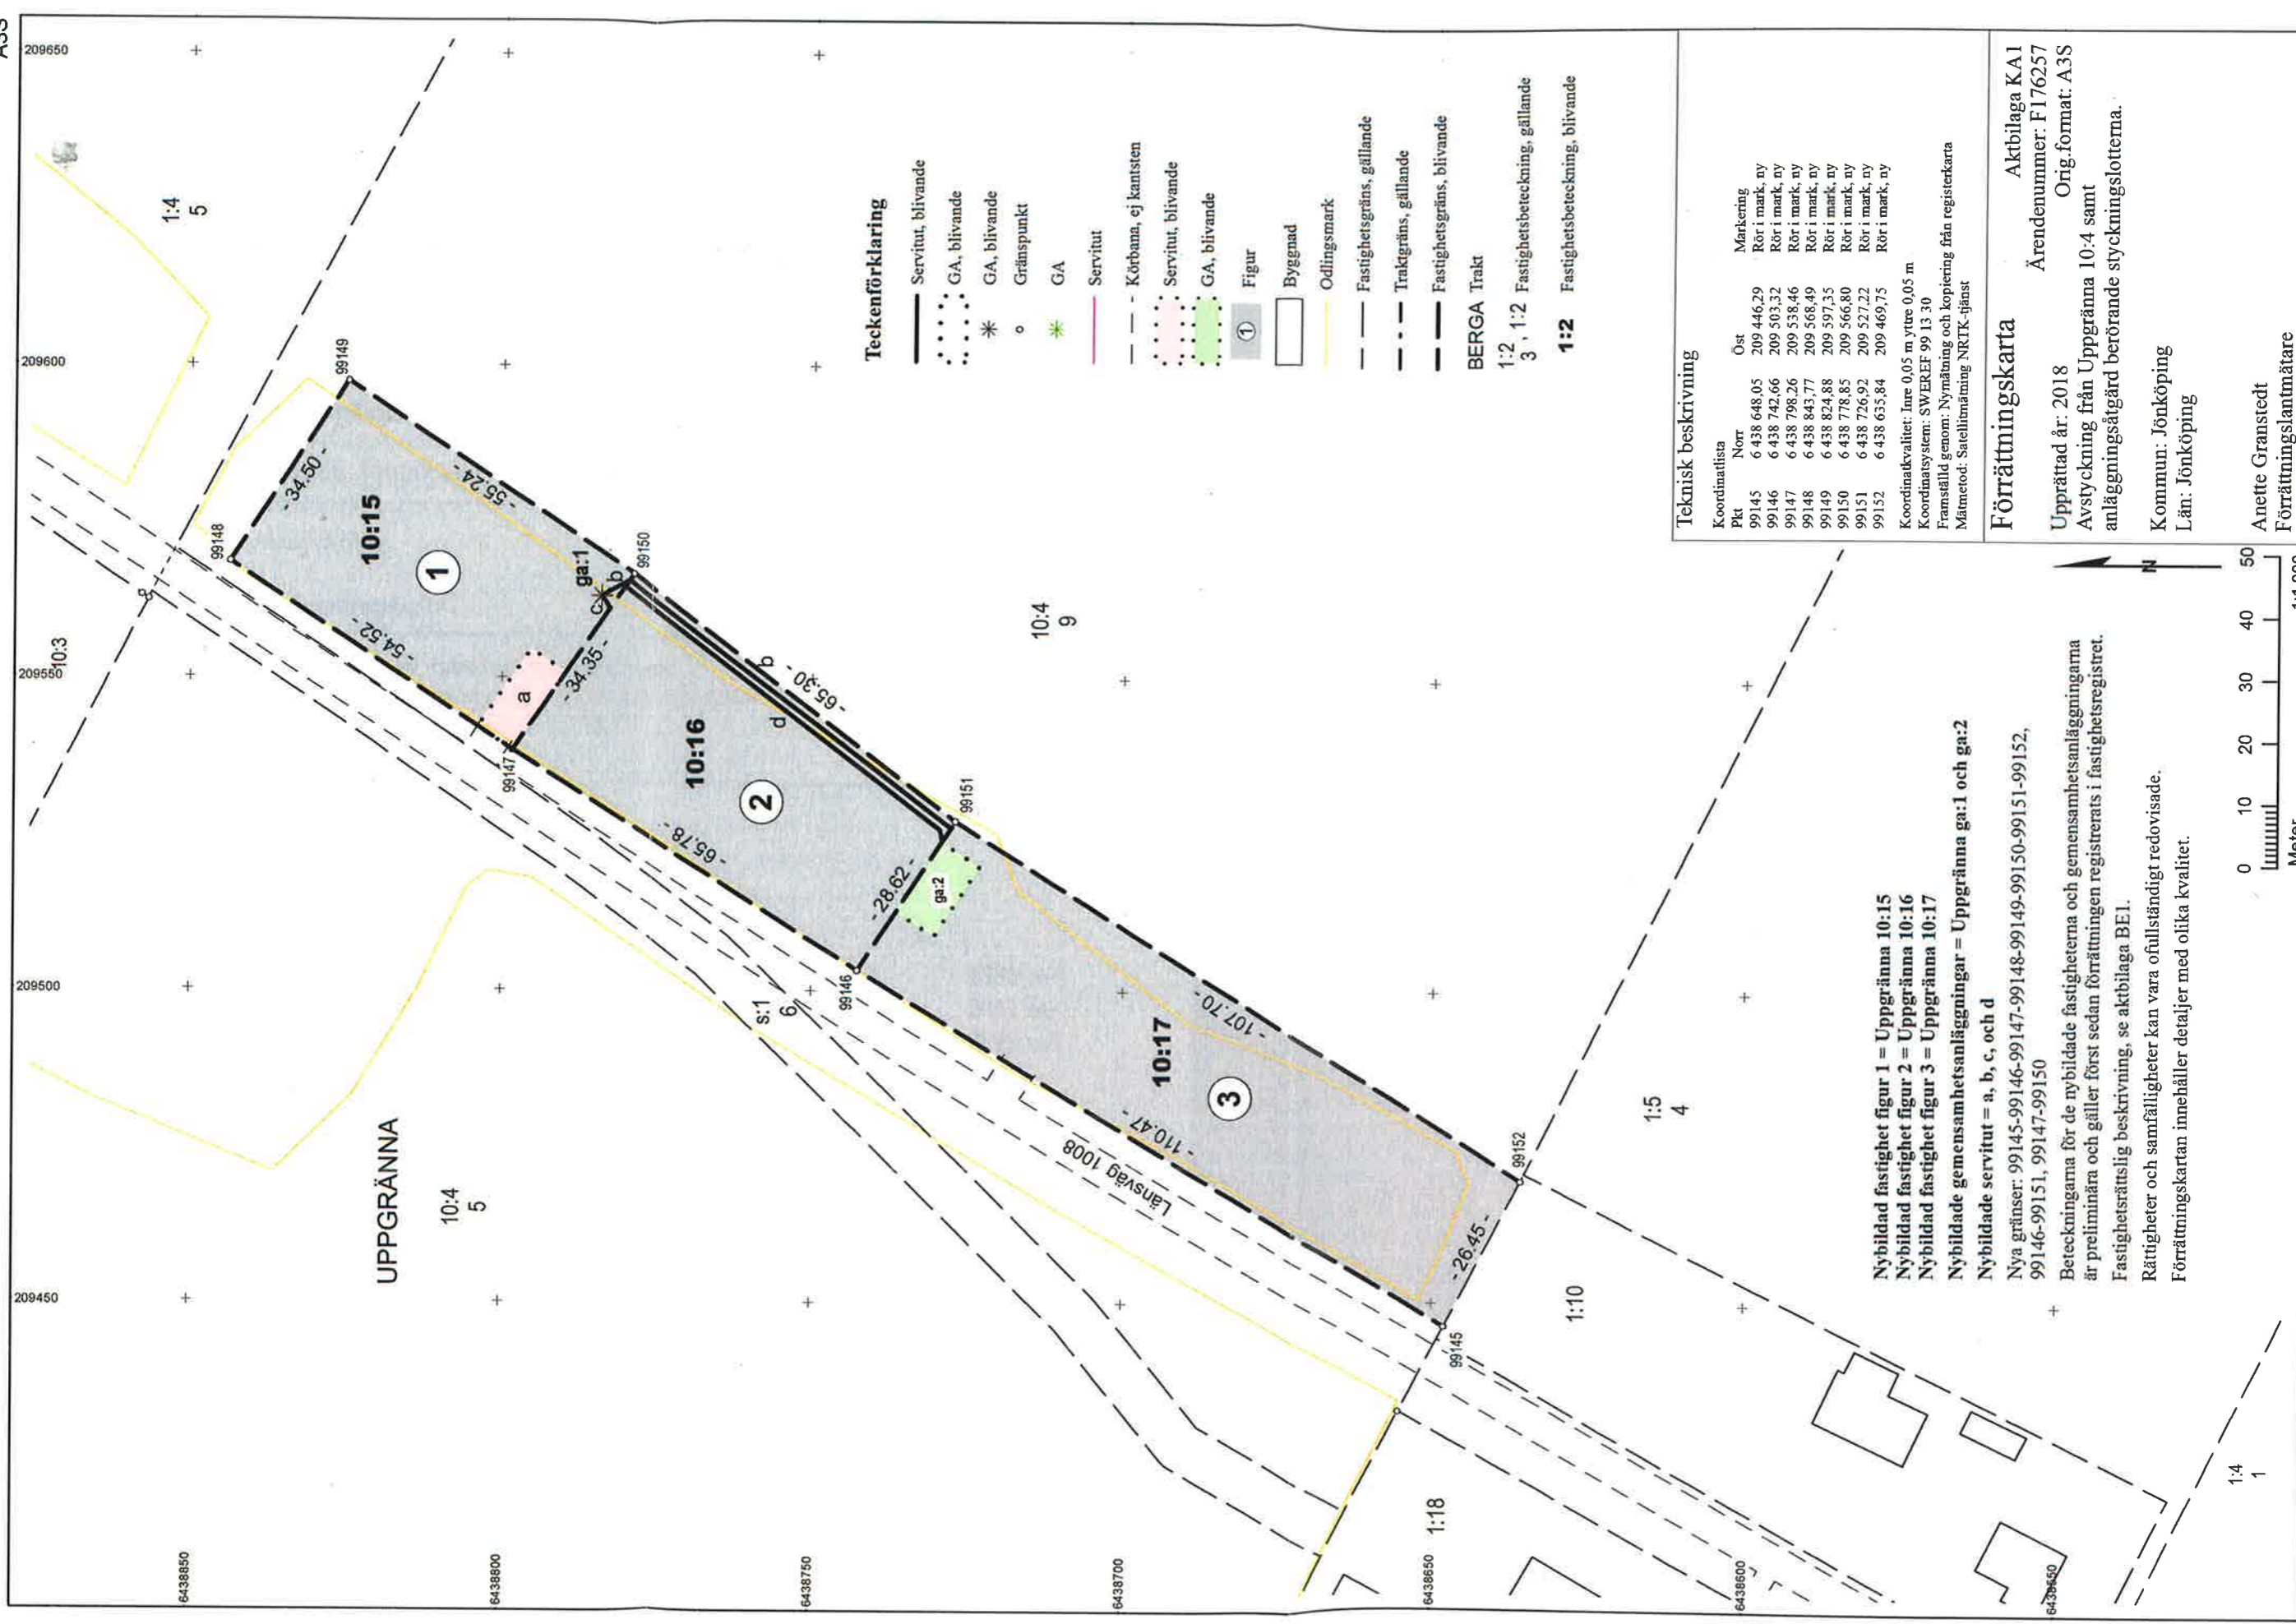 A3S
209650
209600
209550
209500
209450
6438850
6438800
6438750
6438700
6438650
6438600
6438550
1:4
5
10:3
UPPGRÄNNA
10:4
5
s:1
6
Länsväg 1008
10:4
9
1:5
4
1:10
1:18
1:4
1
99148
99149
99147
99150
99146
99151
99145
99152
10:15
1
10:16
2
10:17
3
- 34.50 -
- 55.24 -
- 54.52 -
- 34.35 -
- 65.30 -
- 65.78 -
- 28.62 -
- 107.70 -
- 110.47 -
- 26.45 -
a
ga:1
c
b
b
d
ga:2
Teckenförklaring
Servitut, blivande
GA, blivande
GA, blivande
Gränspunkt
GA
Servitut
Körbana, ej kantsten
Servitut, blivande
GA, blivande
1 Figur
Byggnad
Odlingsmark
Fastighetsgräns, gällande
Traktgräns, gällande
Fastighetsgräns, blivande
BERGA Trakt
1:2
3 , 1:2 Fastighetsbeteckning, gällande
1:2 Fastighetsbeteckning, blivande
Teknisk beskrivning
Koordinatlista
Pkt Norr Öst Markering
99145 6 438 648,05 209 446,29 Rör i mark, ny
99146 6 438 742,66 209 503,32 Rör i mark, ny
99147 6 438 798,26 209 538,46 Rör i mark, ny
99148 6 438 843,77 209 568,49 Rör i mark, ny
99149 6 438 824,88 209 597,35 Rör i mark, ny
99150 6 438 778,85 209 566,80 Rör i mark, ny
99151 6 438 726,92 209 527,22 Rör i mark, ny
99152 6 438 635,84 209 469,75 Rör i mark, ny
Koordinatkvalitet: Inre 0,05 m yttre 0,05 m
Koordinatsystem: SWEREF 99 13 30
Framställd genom: Nymätning och kopiering från registerkarta
Mätmetod: Satellitmätning NRTK-tjänst
Förrättningskarta
Aktbilaga KA1
Ärendenummer: F176257
Upprättad år: 2018 Orig.format: A3S
Avstyckning från Uppgränna 10:4 samt
anläggningsåtgärd berörande styckningslotterna.
Kommun: Jönköping
Län: Jönköping
Anette Granstedt
Förrättningslantmätare
Nybildad fastighet figur 1 = Uppgränna 10:15
Nybildad fastighet figur 2 = Uppgränna 10:16
Nybildad fastighet figur 3 = Uppgränna 10:17
Nybildade gemensamhetsanläggningar = Uppgränna ga:1 och ga:2
Nybildade servitut = a, b, c, och d
Nya gränser: 99145-99146-99147-99148-99149-99150-99151-99152,
99146-99151, 99147-99150
Beteckningarna för de nybildade fastigheterna och gemensamhetsanläggningarna
är preliminära och gäller först sedan förrättningen registrerats i fastighetsregistret.
Fastighetsrättslig beskrivning, se aktbilaga BE1.
Rättigheter och samfälligheter kan vara ofullständigt redovisade.
Förrättningskartan innehåller detaljer med olika kvalitet.
N
0 10 20 30 40 50
Meter